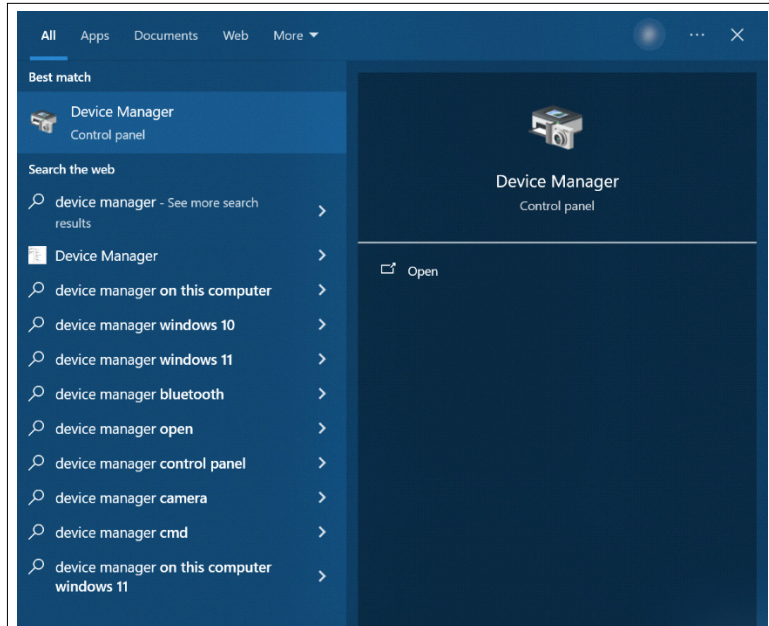 All Apps Documents Web More
Best match
Device Manager
Control panel
Search the web
device manager - See more search
results
Device Manager
device manager on this computer
device manager windows 10
device manager windows 11
device manager bluetooth
device manager open
device manager control panel
device manager camera
device manager cmd
device manager on this computer
windows 11
Device Manager
Control panel
Open